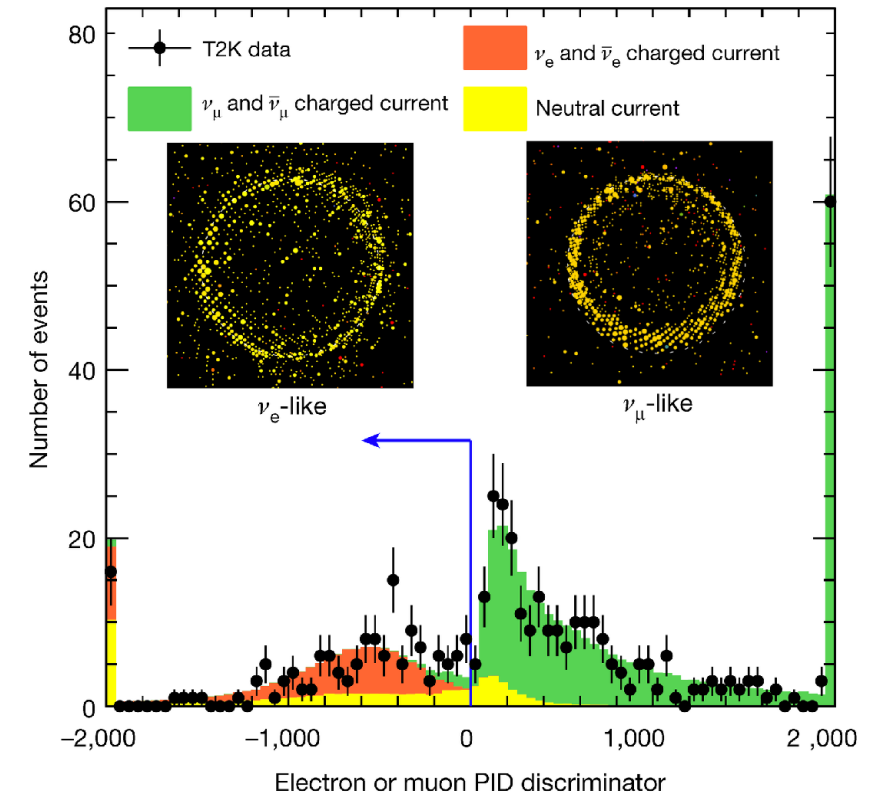 80
60
40
20
0
Number of events
T2K data
νe and ν̄e charged current
νμ and ν̄μ charged current
Neutral current
νe-like
νμ-like
−2,000
−1,000
0
1,000
2,000
Electron or muon PID discriminator